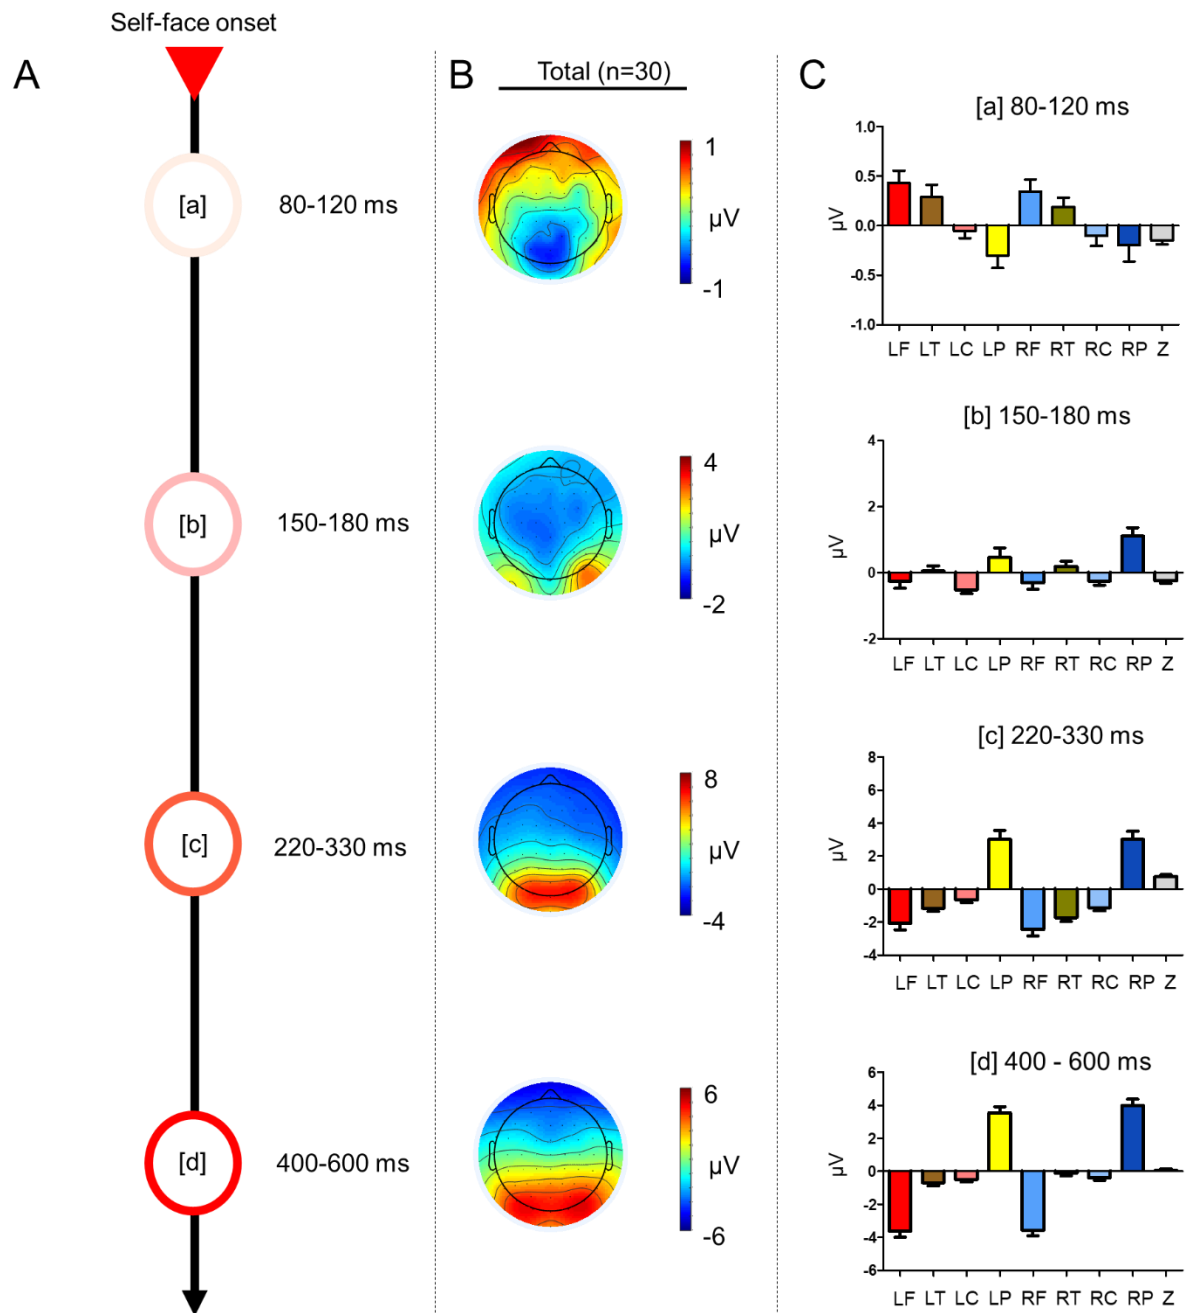 Self-face onset
A
[a]
80-120 ms
[b]
150-180 ms
[c]
220-330 ms
[d]
400-600 ms
B
Total (n=30)
1
µV
-1
4
µV
-2
8
µV
-4
6
µV
-6
C
[a] 80-120 ms
1.0
0.5
0.0
-0.5
-1.0
µV
LF LT LC LP RF RT RC RP Z
[b] 150-180 ms
4
2
0
-2
µV
LF LT LC LP RF RT RC RP Z
[c] 220-330 ms
8
6
4
2
0
-2
-4
µV
LF LT LC LP RF RT RC RP Z
[d] 400 - 600 ms
6
4
2
0
-2
-4
-6
µV
LF LT LC LP RF RT RC RP Z